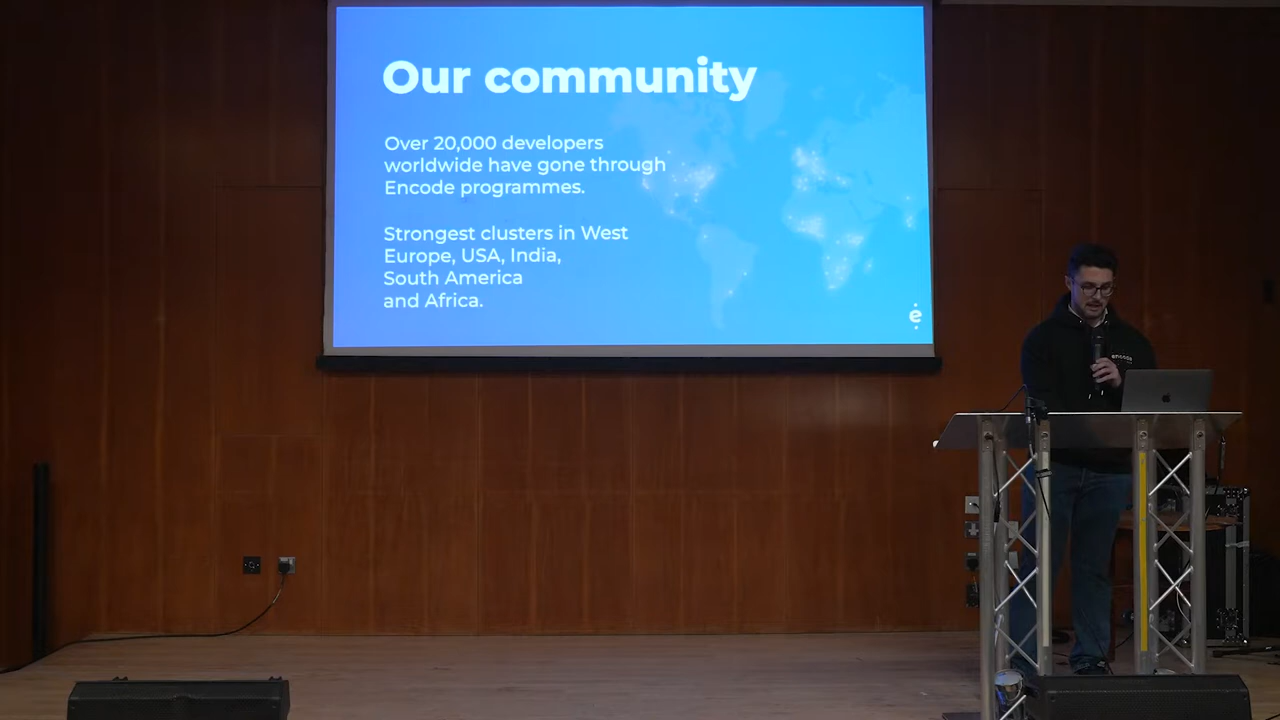 Our community
Over 20,000 developers
worldwide have gone through
Encode programmes.
Strongest clusters in West
Europe, USA, India,
South America
and Africa.
e
encode